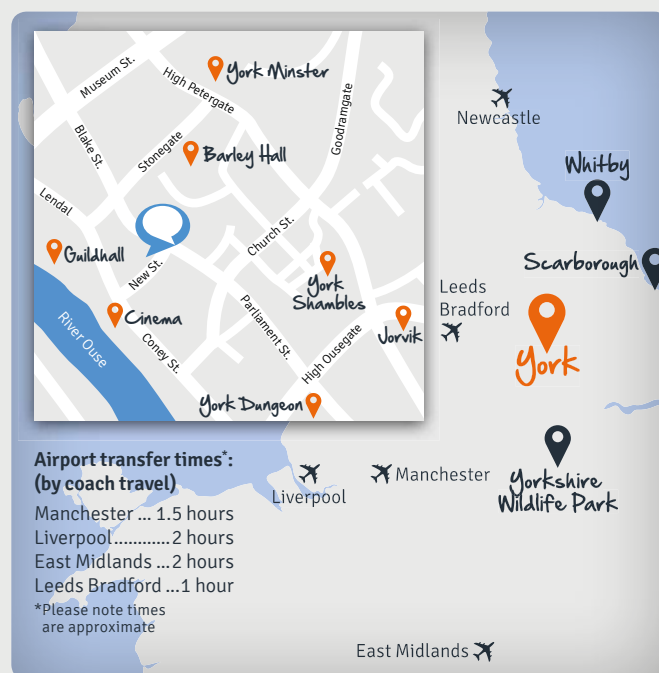 Museum St.
High Petergate
York Minster
Goodramgate
Blake St.
Stonegate
Barley Hall
Lendal
Church St.
Guildhall
New St.
York
Shambles
Cinema
River Ouse
Coney St.
Parliament St.
High Ousegate
Jorvik
York Dungeon
Newcastle
Whitby
Scarborough
Leeds
Bradford
York
Yorkshire
Wildlife Park
Liverpool
Manchester
East Midlands
Airport transfer times*:
(by coach travel)
Manchester ... 1.5 hours
Liverpool...........2 hours
East Midlands ...2 hours
Leeds Bradford ...1 hour
*Please note times
are approximate